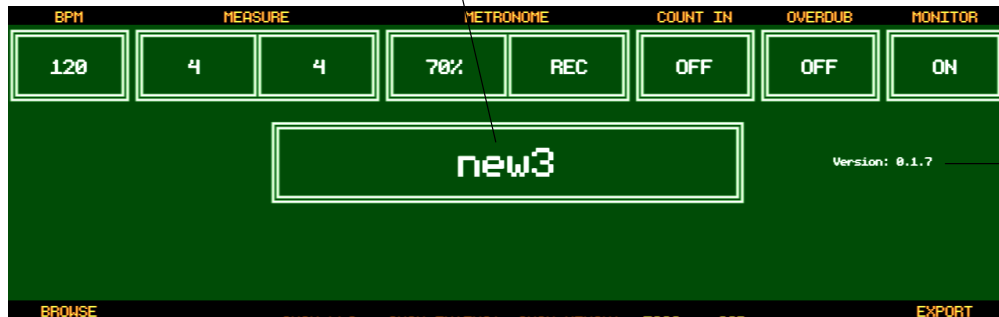 BPM MEASURE METRONOME COUNT IN OVERDUB MONITOR
120 4 4 70% REC OFF OFF ON
new3
Version: 0.1.7
BROWSE EXPORT